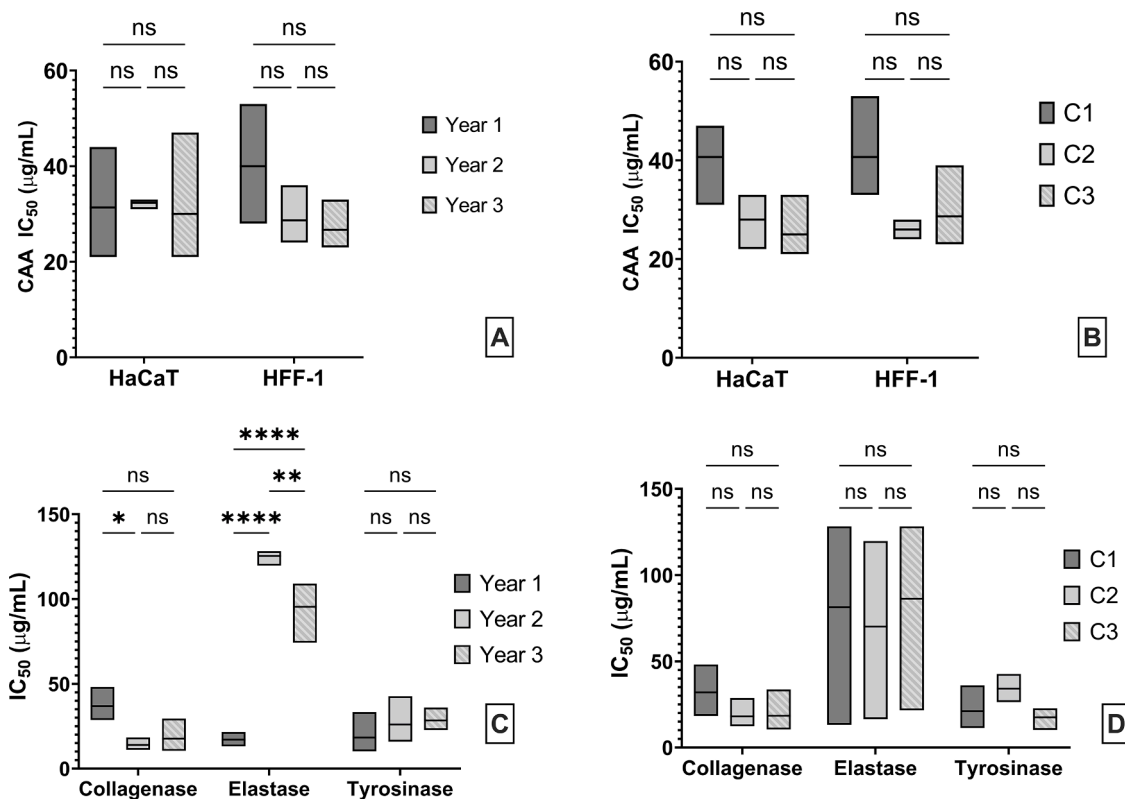 ns
ns
ns ns
ns ns
60
40
20
0
CAA IC50 (μg/mL)
HaCaT
HFF-1
Year 1
Year 2
Year 3
A
ns
ns
ns ns
ns ns
60
40
20
0
CAA IC50 (μg/mL)
HaCaT
HFF-1
C1
C2
C3
B
****
ns
**
ns
* ns
****
ns ns
150
100
50
0
IC50 (μg/mL)
Collagenase
Elastase
Tyrosinase
Year 1
Year 2
Year 3
C
ns
ns
ns
ns ns
ns ns
ns ns
150
100
50
0
IC50 (μg/mL)
Collagenase
Elastase
Tyrosinase
C1
C2
C3
D